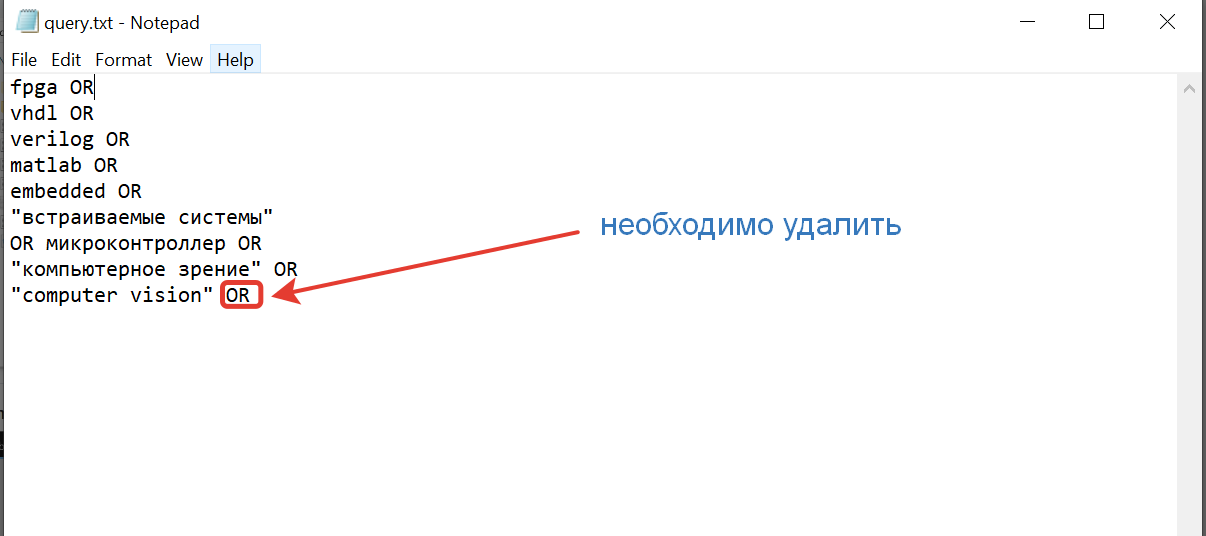 query.txt - Notepad
File Edit Format View Help
fpga OR
vhdl OR
verilog OR
matlab OR
embedded OR
"встраиваемые системы"
OR микроконтроллер OR
"компьютерное зрение" OR
"computer vision" OR
необходимо удалить